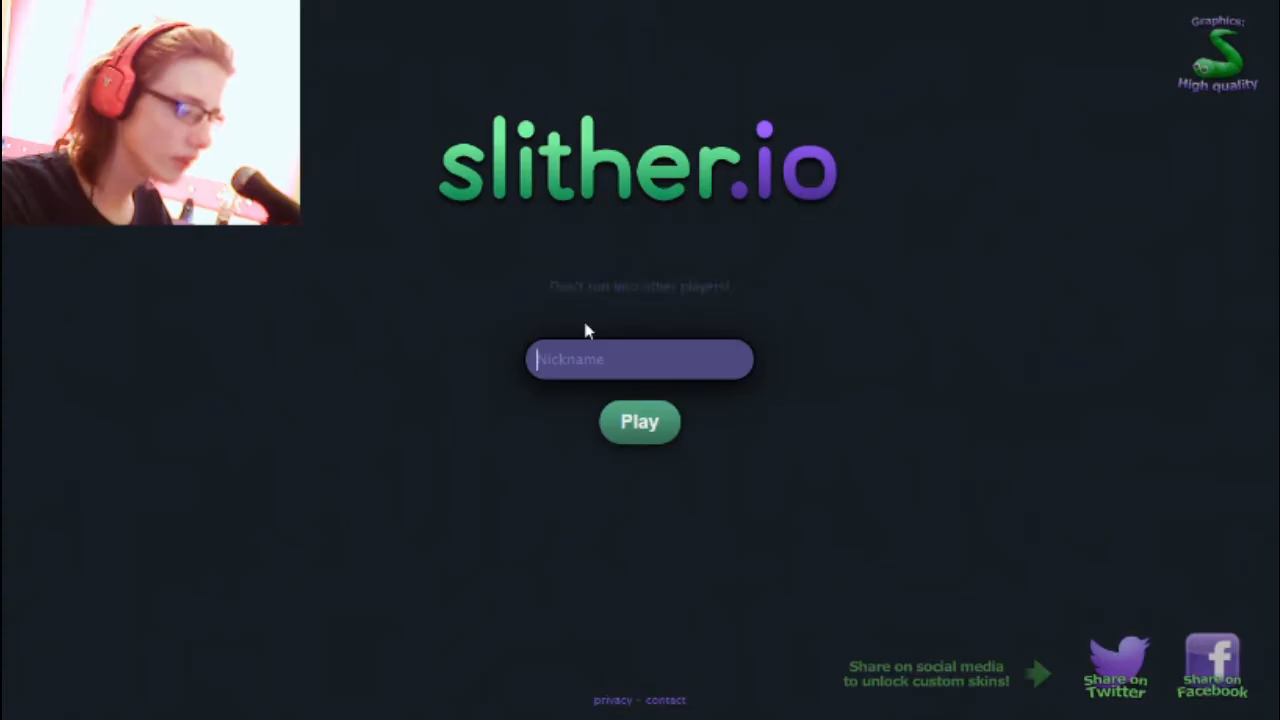 Graphics:
High quality
slither.io
Don't run into other players!
Nickname
Play
Share on social media
to unlock custom skins!
Share on
Twitter
Share on
Facebook
privacy - contact